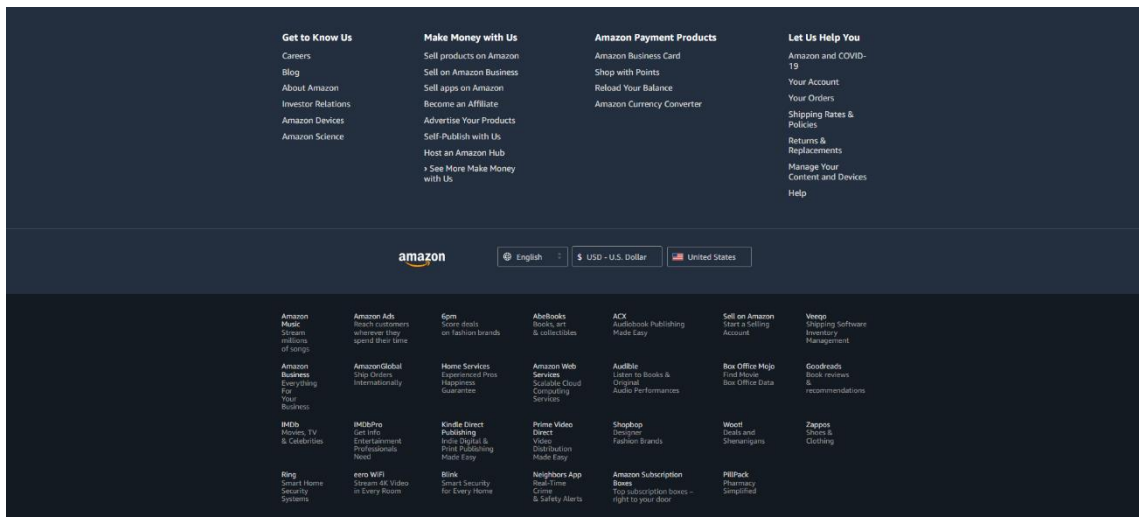 Get to Know Us
Careers
Blog
About Amazon
Investor Relations
Amazon Devices
Amazon Science
Make Money with Us
Sell products on Amazon
Sell on Amazon Business
Sell apps on Amazon
Become an Affiliate
Advertise Your Products
Self-Publish with Us
Host an Amazon Hub
› See More Make Money
with Us
Amazon Payment Products
Amazon Business Card
Shop with Points
Reload Your Balance
Amazon Currency Converter
Let Us Help You
Amazon and COVID-
19
Your Account
Your Orders
Shipping Rates &
Policies
Returns &
Replacements
Manage Your
Content and Devices
Help
amazon
English
$ USD - U.S. Dollar
United States
Amazon
Music
Stream
millions
of songs
Amazon Ads
Reach customers
wherever they
spend their time
6pm
Score deals
on fashion brands
AbeBooks
Books, art
& collectibles
ACX
Audiobook Publishing
Made Easy
Sell on Amazon
Start a Selling
Account
Veeqo
Shipping Software
Inventory
Management
Amazon
Business
Everything
For
Your
Business
AmazonGlobal
Ship Orders
Internationally
Home Services
Experienced Pros
Happiness
Guarantee
Amazon Web
Services
Scalable Cloud
Computing
Services
Audible
Listen to Books &
Original
Audio Performances
Box Office Mojo
Find Movie
Box Office Data
Goodreads
Book reviews
&
recommendations
IMDb
Movies, TV
& Celebrities
IMDbPro
Get Info
Entertainment
Professionals
Need
Kindle Direct
Publishing
Indie Digital &
Print Publishing
Made Easy
Prime Video
Direct
Video
Distribution
Made Easy
Shopbop
Designer
Fashion Brands
Woot!
Deals and
Shenanigans
Zappos
Shoes &
Clothing
Ring
Smart Home
Security
Systems
eero WiFi
Stream 4K Video
in Every Room
Blink
Smart Security
for Every Home
Neighbors App
Real-Time
Crime
& Safety Alerts
Amazon Subscription
Boxes
Top subscription boxes –
right to your door
PillPack
Pharmacy
Simplified